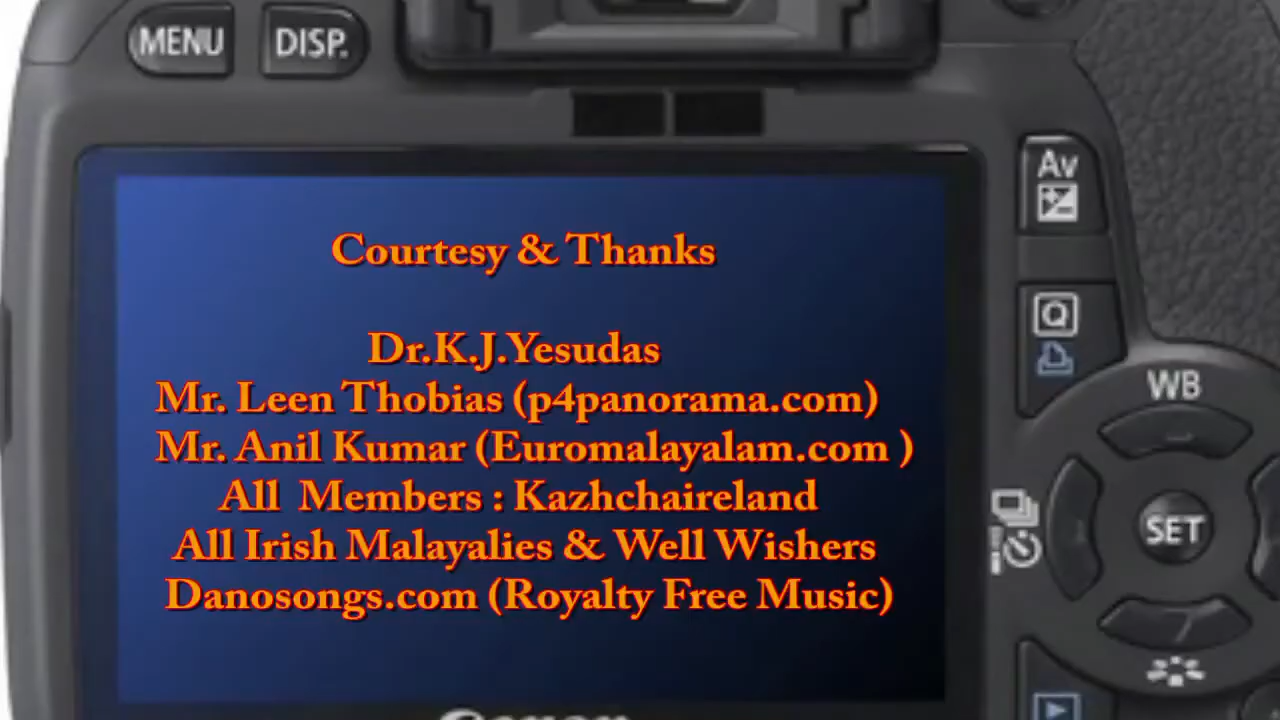 MENU DISP.
Courtesy & Thanks
Dr.K.J.Yesudas
Mr. Leen Thobias (p4panorama.com)
Mr. Anil Kumar (Euromalayalam.com )
All Members : Kazhchaireland
All Irish Malayalies & Well Wishers
Danosongs.com (Royalty Free Music)
Av
Q
WB
SET
Canon